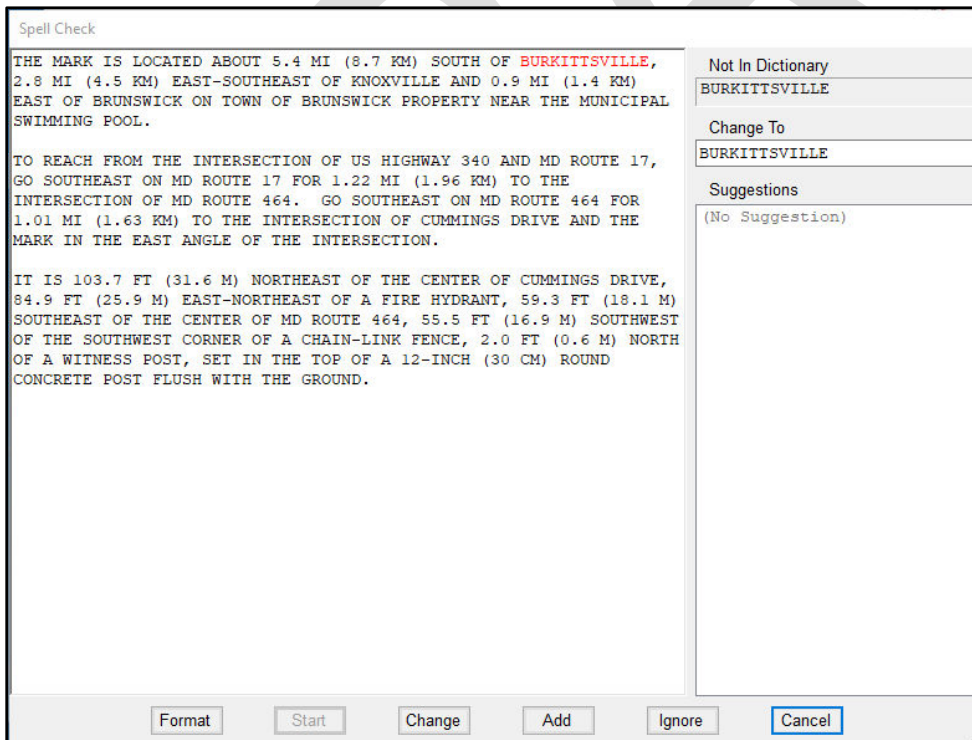 Spell Check
THE MARK IS LOCATED ABOUT 5.4 MI (8.7 KM) SOUTH OF BURKITTSVILLE,
2.8 MI (4.5 KM) EAST-SOUTHEAST OF KNOXVILLE AND 0.9 MI (1.4 KM)
EAST OF BRUNSWICK ON TOWN OF BRUNSWICK PROPERTY NEAR THE MUNICIPAL
SWIMMING POOL.
TO REACH FROM THE INTERSECTION OF US HIGHWAY 340 AND MD ROUTE 17,
GO SOUTHEAST ON MD ROUTE 17 FOR 1.22 MI (1.96 KM) TO THE
INTERSECTION OF MD ROUTE 464.  GO SOUTHEAST ON MD ROUTE 464 FOR
1.01 MI (1.63 KM) TO THE INTERSECTION OF CUMMINGS DRIVE AND THE
MARK IN THE EAST ANGLE OF THE INTERSECTION.
IT IS 103.7 FT (31.6 M) NORTHEAST OF THE CENTER OF CUMMINGS DRIVE,
84.9 FT (25.9 M) EAST-NORTHEAST OF A FIRE HYDRANT, 59.3 FT (18.1 M)
SOUTHEAST OF THE CENTER OF MD ROUTE 464, 55.5 FT (16.9 M) SOUTHWEST
OF THE SOUTHWEST CORNER OF A CHAIN-LINK FENCE, 2.0 FT (0.6 M) NORTH
OF A WITNESS POST, SET IN THE TOP OF A 12-INCH (30 CM) ROUND
CONCRETE POST FLUSH WITH THE GROUND.
Not In Dictionary
BURKITTSVILLE
Change To
BURKITTSVILLE
Suggestions
(No Suggestion)
Format Start Change Add Ignore Cancel